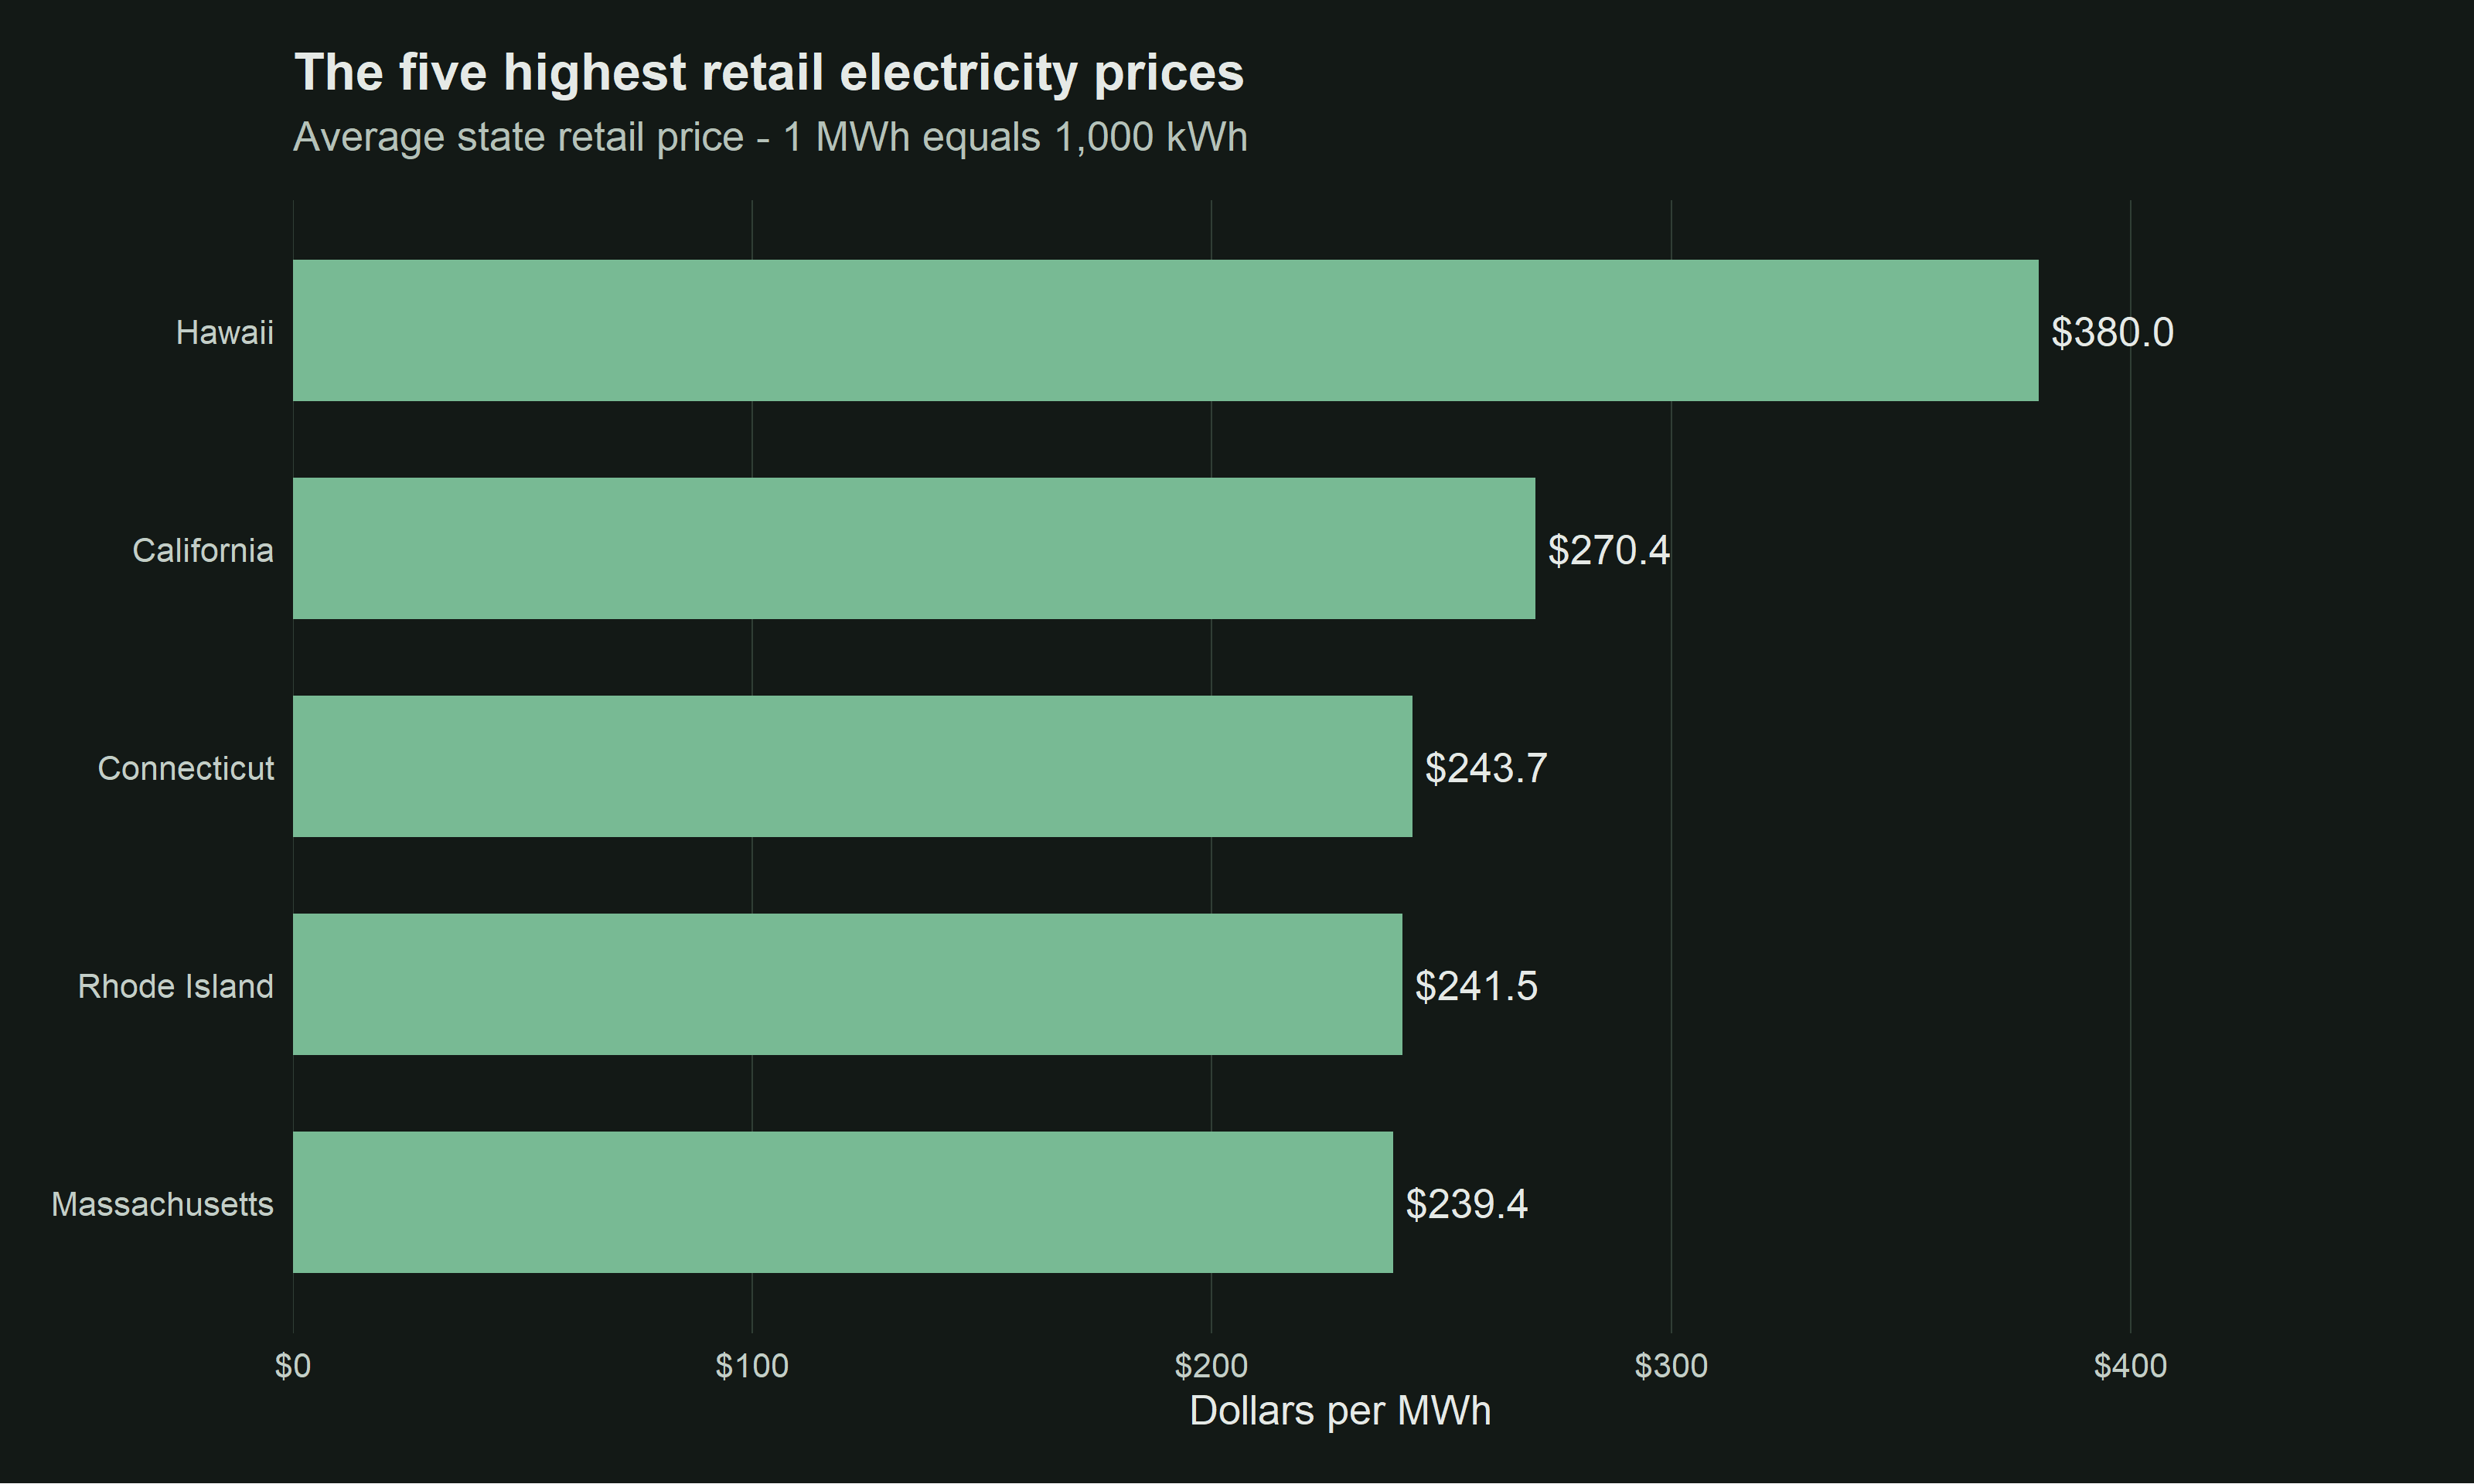 The five highest retail electricity prices
Average state retail price - 1 MWh equals 1,000 kWh
Hawaii
$380.0
California
$270.4
Connecticut
$243.7
Rhode Island
$241.5
Massachusetts
$239.4
$0 $100 $200 $300 $400
Dollars per MWh